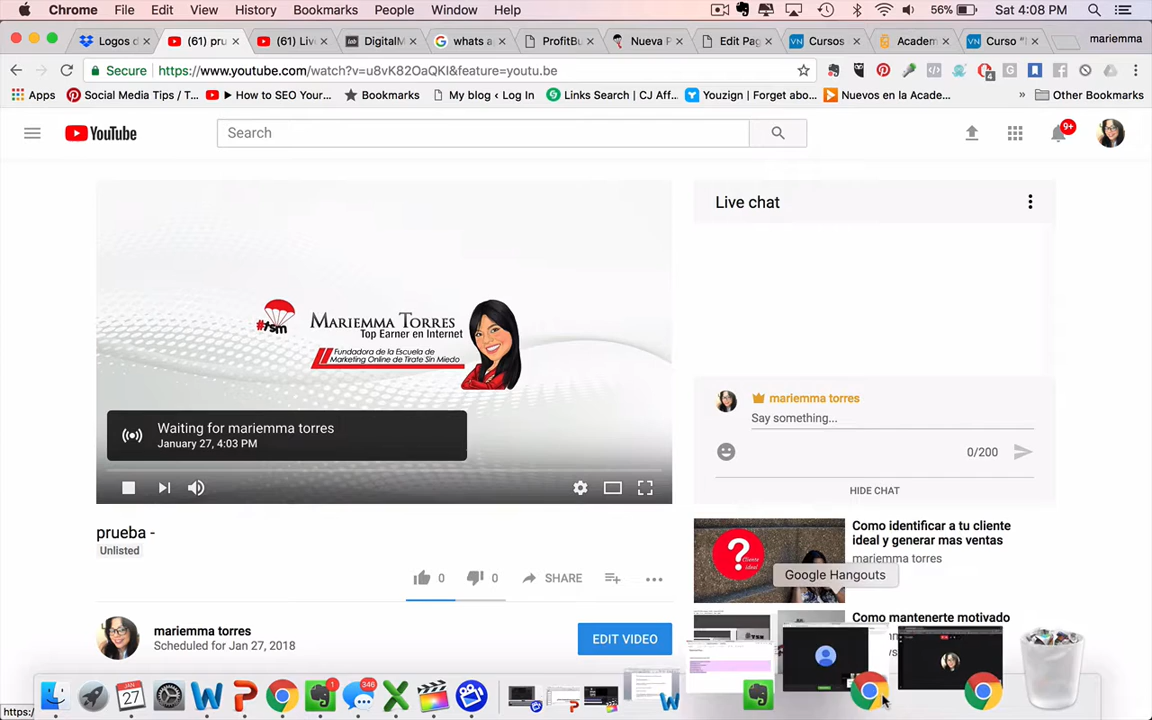 Chrome File Edit View History Bookmarks People Window Help 56% Sat 4:08 PM
Logos d (61) pru (61) Liv DigitalM whats a ProfitBu Nueva P Edit Pag Cursos Academ Curso " mariemma
Secure https://www.youtube.com/watch?v=u8vK82OaQKI&feature=youtu.be
Apps Social Media Tips / T... ► How to SEO Your... Bookmarks My blog ‹ Log In Links Search | CJ Aff... Youzign | Forget abo... Nuevos en la Acade... » Other Bookmarks
YouTube Search 9+
Live chat
#TSM MARIEMMA TORRES
Top Earner en Internet
Fundadora de la Escuela de
Marketing Online de Tirate Sin Miedo
mariemma torres
Say something...
Waiting for mariemma torres
January 27, 4:03 PM
0/200
HIDE CHAT
prueba -
Unlisted
Como identificar a tu cliente
ideal y generar mas ventas
mariemma torres
?
Cliente
ideal
Google Hangouts
0 0 SHARE
Como mantenerte motivado
mariemma torres
Scheduled for Jan 27, 2018
EDIT VIDEO
JAN
27
1
346
https:/